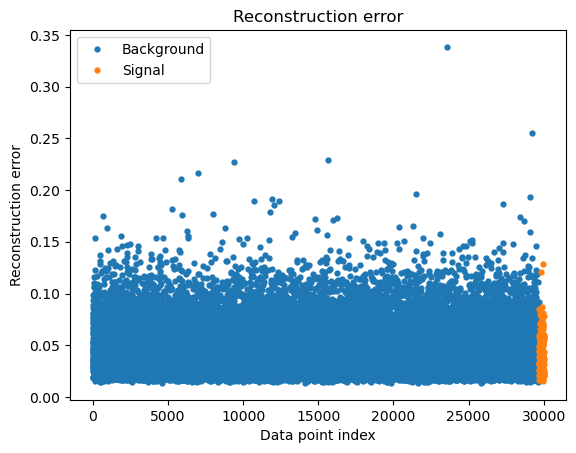 Reconstruction error
Background
Signal
Reconstruction error
0.35
0.30
0.25
0.20
0.15
0.10
0.05
0.00
0 5000 10000 15000 20000 25000 30000
Data point index